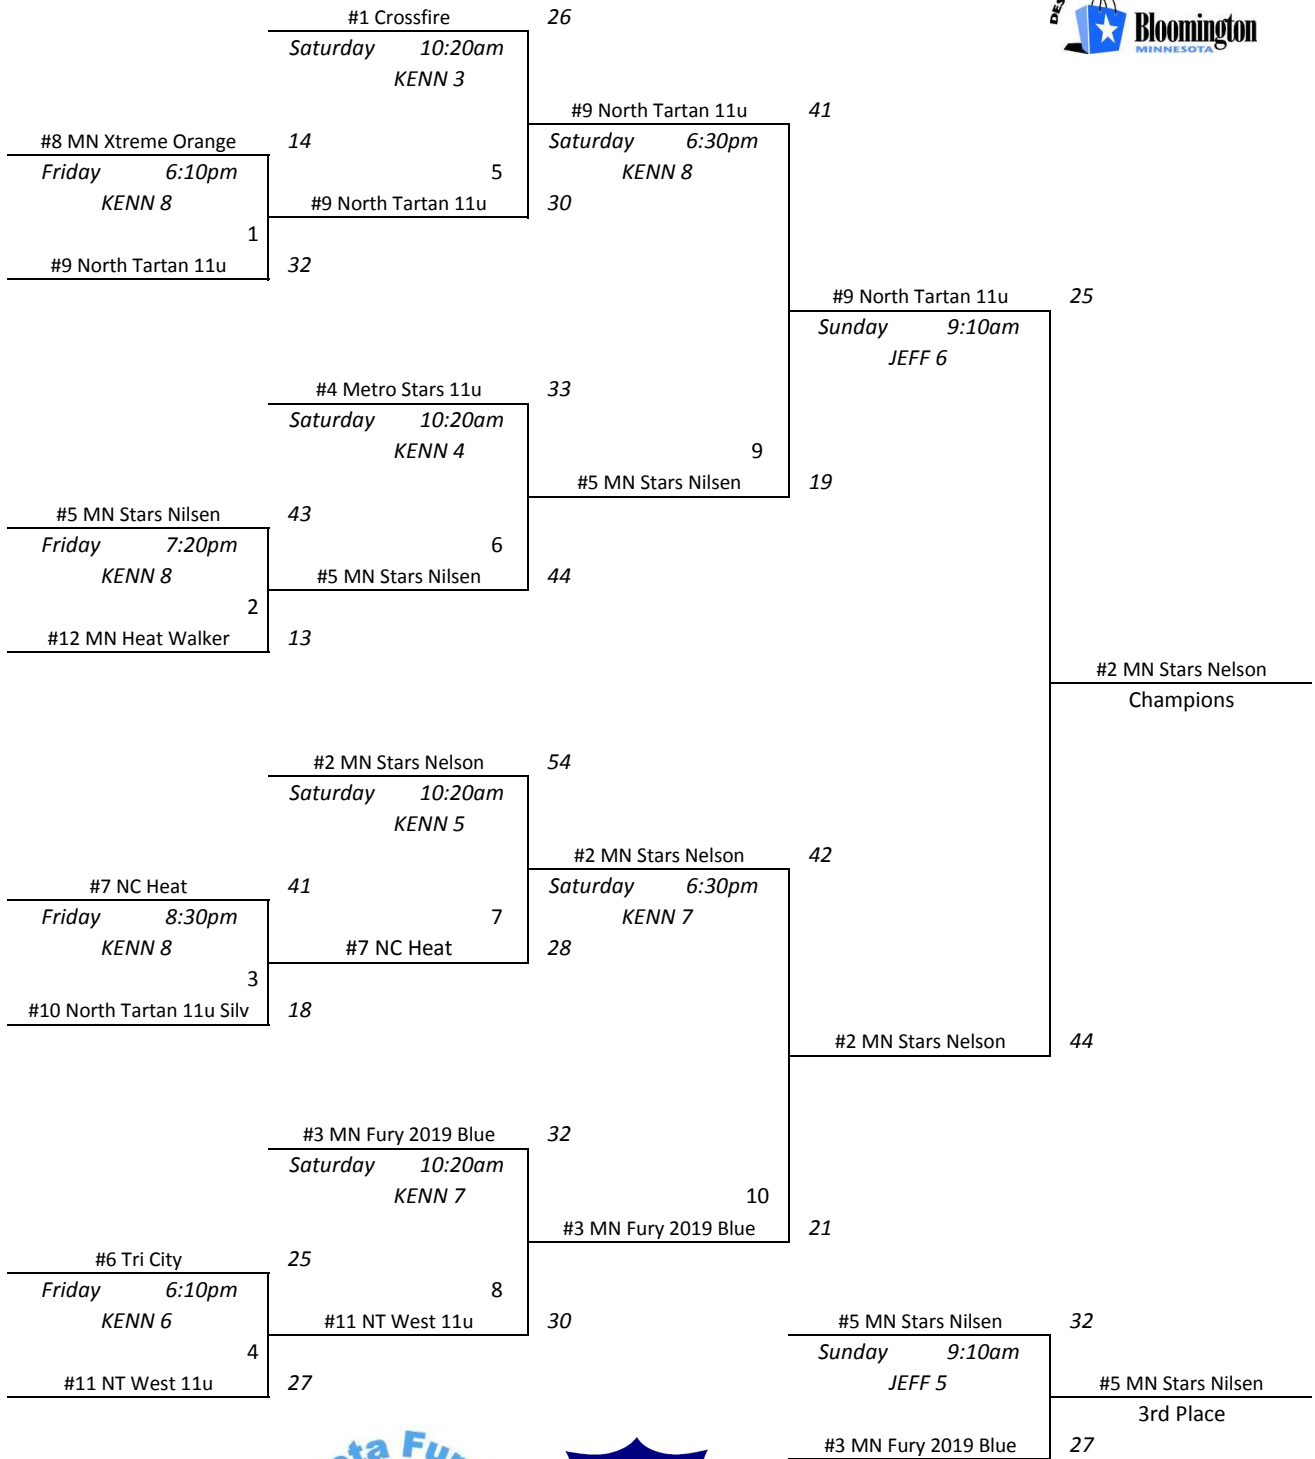 #1 Crossfire 26
Saturday 10:20am
KENN 3
#9 North Tartan 11u 41
#8 MN Xtreme Orange 14 Saturday 6:30pm
Friday 6:10pm 5 KENN 8
KENN 8 #9 North Tartan 11u 30
1
#9 North Tartan 11u 32
#9 North Tartan 11u 25
Sunday 9:10am
JEFF 6
#4 Metro Stars 11u 33
Saturday 10:20am
KENN 4 9
#5 MN Stars Nilsen 19
#5 MN Stars Nilsen 43
Friday 7:20pm 6
KENN 8 #5 MN Stars Nilsen 44
2
#12 MN Heat Walker 13
#2 MN Stars Nelson
Champions
#2 MN Stars Nelson 54
Saturday 10:20am
KENN 5
#2 MN Stars Nelson 42
#7 NC Heat 41 Saturday 6:30pm
Friday 8:30pm 7 KENN 7
KENN 8 #7 NC Heat 28
3
#10 North Tartan 11u Silv 18
#2 MN Stars Nelson 44
#3 MN Fury 2019 Blue 32
Saturday 10:20am
KENN 7 10
#3 MN Fury 2019 Blue 21
#6 Tri City 25
Friday 6:10pm 8
KENN 6 #11 NT West 11u 30 #5 MN Stars Nilsen 32
4 Sunday 9:10am
#11 NT West 11u 27 JEFF 5 #5 MN Stars Nilsen
3rd Place
#3 MN Fury 2019 Blue 27
Bloomington
MINNESOTA